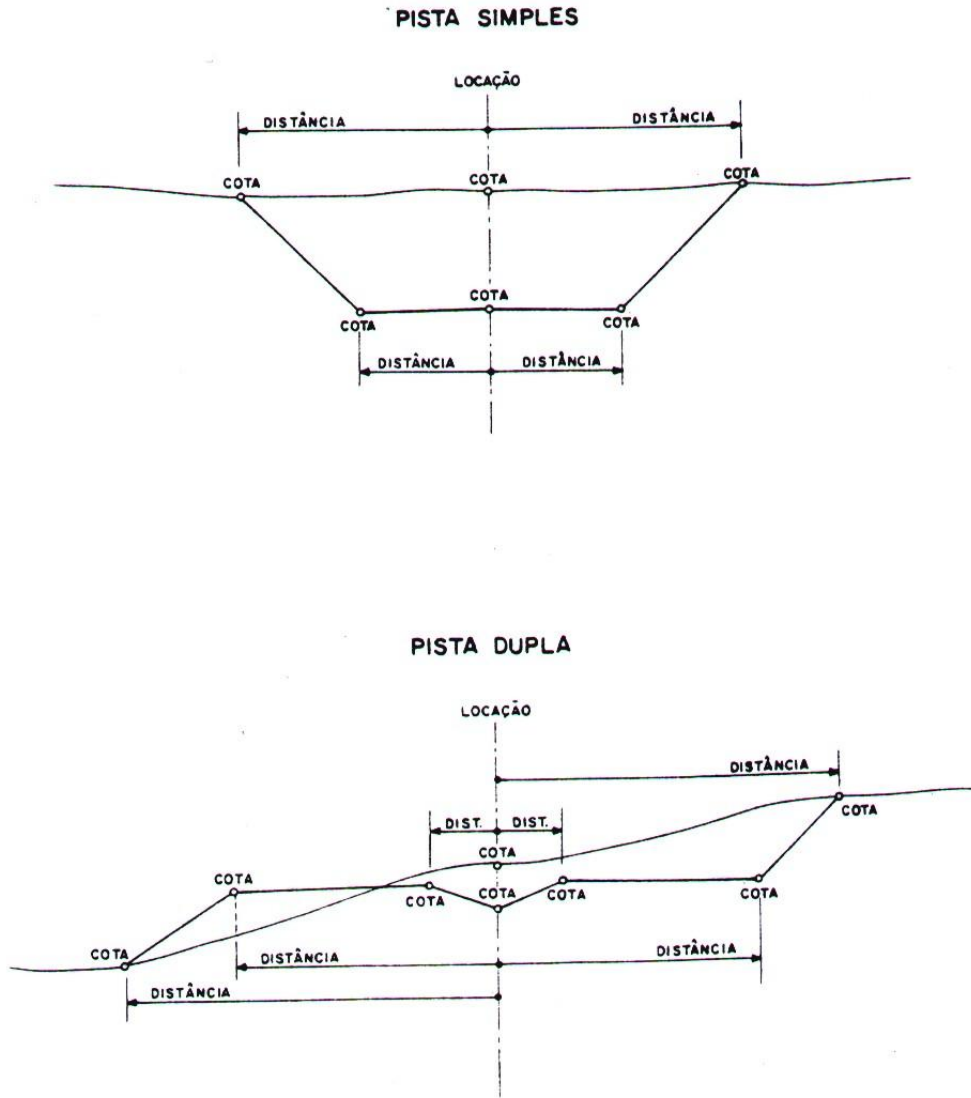 PISTA SIMPLES
LOCAÇÃO
DISTÂNCIA DISTÂNCIA
COTA COTA COTA
COTA
COTA COTA
DISTÂNCIA DISTÂNCIA
PISTA DUPLA
LOCAÇÃO
DISTÂNCIA
DIST. DIST.
COTA
COTA
COTA
COTA COTA COTA COTA
COTA
DISTÂNCIA DISTÂNCIA
DISTÂNCIA